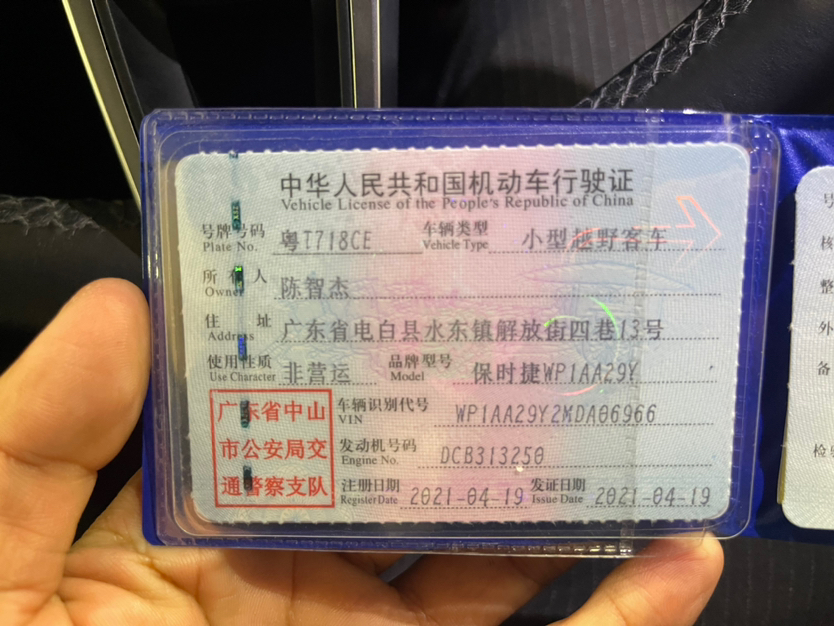 中华人民共和国机动车行驶证
Vehicle License of the People's Republic of China
号牌号码 粤T718CE 车辆类型 小型越野客车
Plate No. Vehicle Type
所有人 陈智杰
Owner
住址 广东省电白县水东镇解放街四巷13号
Address
使用性质 非营运 品牌型号 保时捷WP1AA29Y
Use Character Model
广东省中山
市公安局交
通警察支队
车辆识别代号 WP1AA29Y2MDA06966
VIN
发动机号码 DCB313250
Engine No.
注册日期 2021-04-19 发证日期 2021-04-19
Register Date Issue Date
号
核
整
外
备
检验